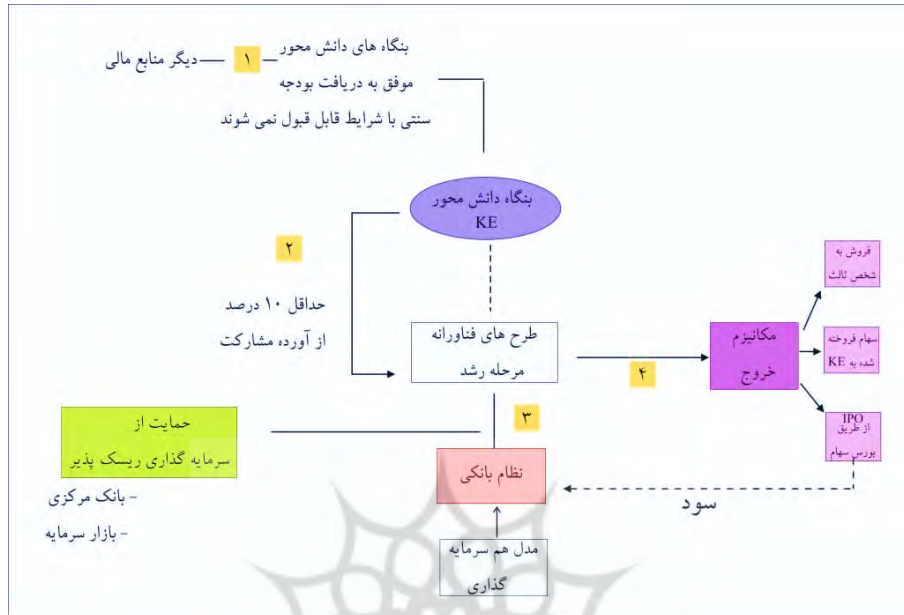 بنگاه های دانش محور
۱
دیگر منابع مالی
موفق به دریافت بودجه
سنتی با شرایط قابل قبول نمی شوند
بنگاه دانش محور
KE
۲
حداقل ۱۰ درصد
از آورده مشارکت
طرح های فناورانه
مرحله رشد
۴
مکانیزم
خروج
فروش به
شخص ثالث
سهام فروخته
شده به KE
IPO
از طریق
بورس سهام
۳
حمایت از
سرمایه گذاری ریسک پذیر
- بانک مرکزی
- بازار سرمایه
نظام بانکی
سود
مدل هم سرمایه
گذاری